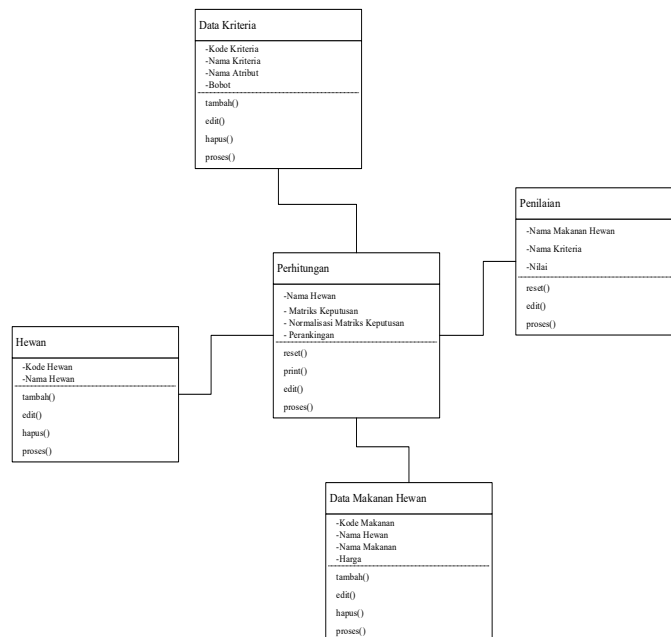 Data Kriteria
-Kode Kriteria
-Nama Kriteria
-Nama Atribut
-Bobot
tambah()
edit()
hapus()
proses()
Penilaian
-Nama Makanan Hewan
-Nama Kriteria
-Nilai
reset()
edit()
proses()
Perhitungan
-Nama Hewan
- Matriks Keputusan
- Normalisasi Matriks Keputusan
- Perankingan
reset()
print()
edit()
proses()
Hewan
-Kode Hewan
-Nama Hewan
tambah()
edit()
hapus()
proses()
Data Makanan Hewan
-Kode Makanan
-Nama Hewan
-Nama Makanan
-Harga
tambah()
edit()
hapus()
proses()